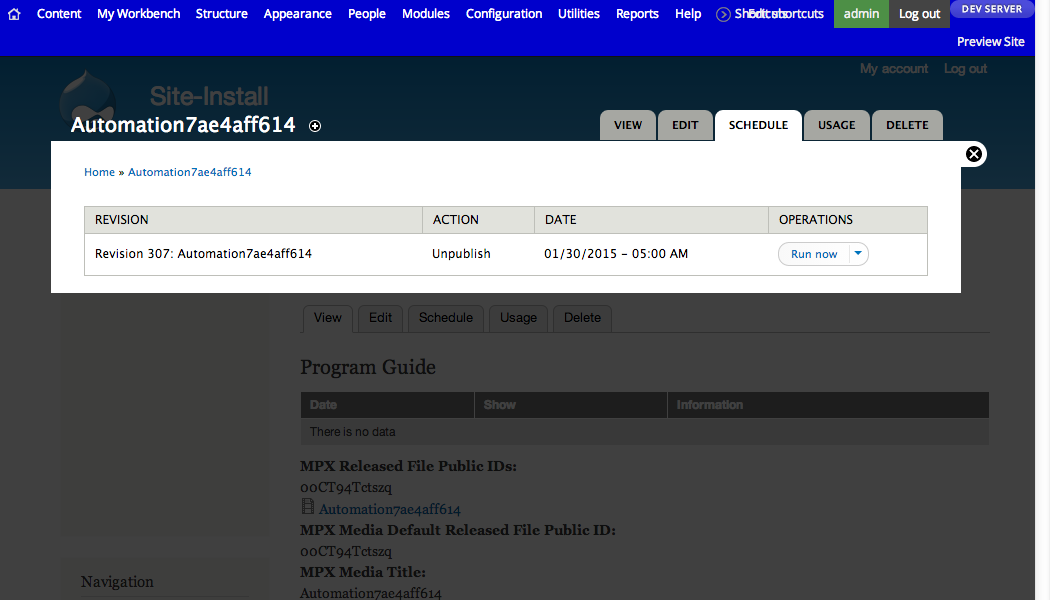 Content My Workbench Structure Appearance People Modules Configuration Utilities Reports Help Shortcuts Edit shortcuts admin Log out DEV SERVER
Preview Site
My account Log out
Site-Install
Automation7ae4aff614
VIEW EDIT SCHEDULE USAGE DELETE
Home » Automation7ae4aff614
REVISION ACTION DATE OPERATIONS
Revision 307: Automation7ae4aff614 Unpublish 01/30/2015 - 05:00 AM Run now
View Edit Schedule Usage Delete
Program Guide
Date Show Information
There is no data
MPX Released File Public IDs:
00CT94Tctszq
Automation7ae4aff614
MPX Media Default Released File Public ID:
00CT94Tctszq
MPX Media Title:
Automation7ae4aff614
Navigation